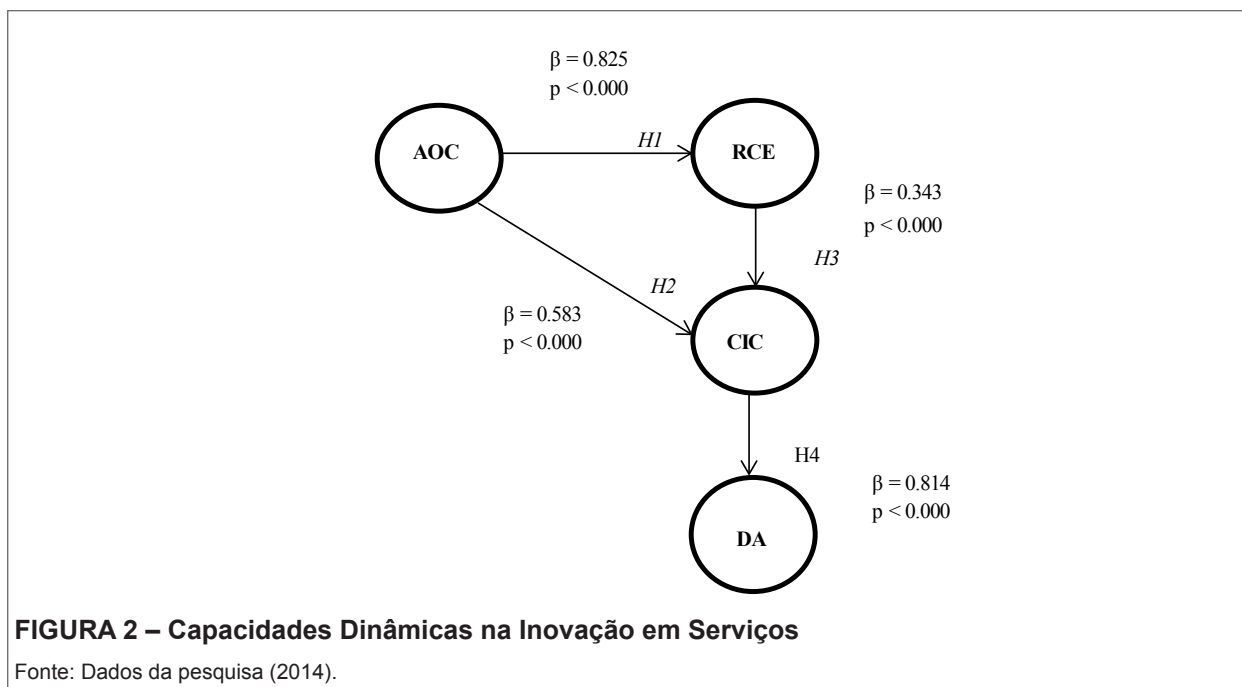 β = 0.825
p < 0.000
AOC
H1
RCE
β = 0.343
p < 0.000
H3
H2
β = 0.583
p < 0.000
CIC
H4
β = 0.814
p < 0.000
DA
FIGURA 2 – Capacidades Dinâmicas na Inovação em Serviços
Fonte: Dados da pesquisa (2014).